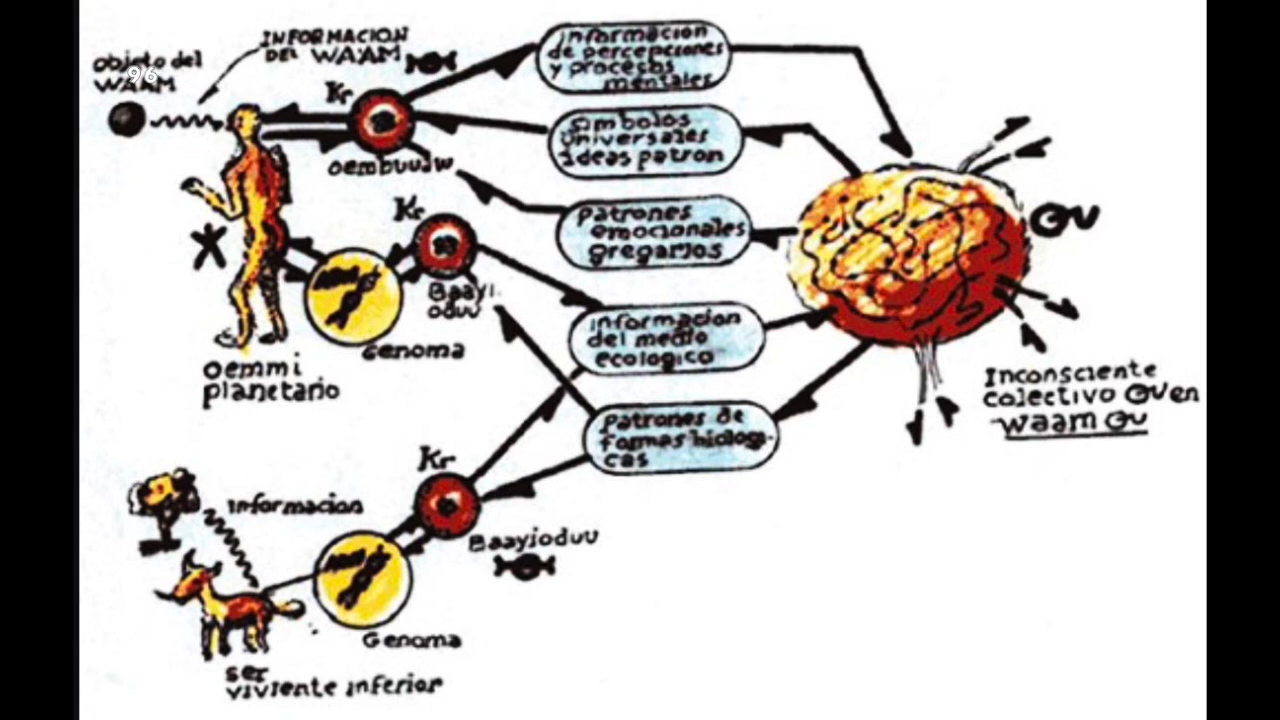 objeto del
WAAM
96
INFORMACION
DEL WAAM
Kr
oembuuaw
informacion
de percepciones
y procesos
mentales
simbolos
universales
ideas patron
patrones
emocionales
gregarios
Kr
Baayi
oduu
Genoma
oemmi
planetario
informacion
del medio
ecologico
patrones de
formas biologi-
cas
Inconsciente
colectivo en
waam
Kr
Baayioduu
Informacion
Genoma
ser
viviente inferior